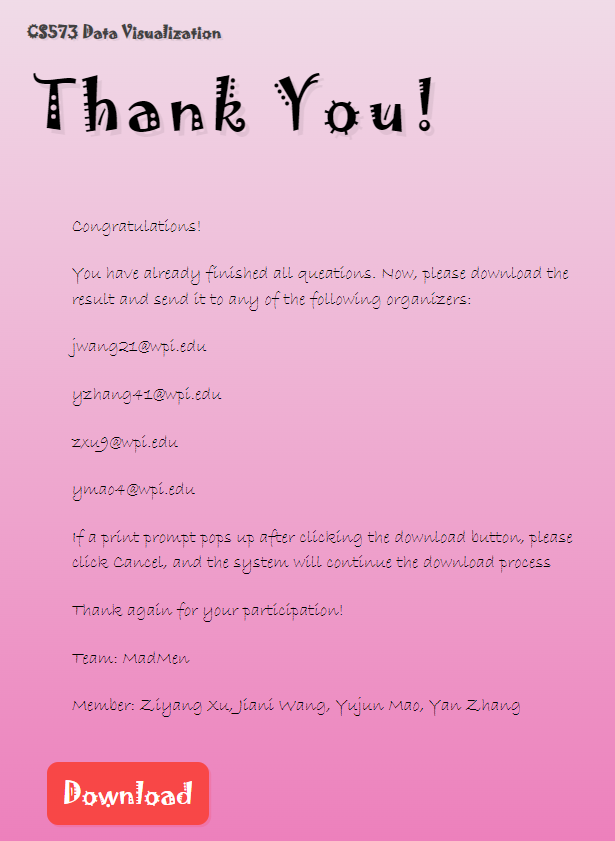 CS573 Data Visualization
Thank You!
Congratulations!
You have already finished all queations. Now, please download the
result and send it to any of the following organizers:
jwang21@wpi.edu
yzhang41@wpi.edu
zxu9@wpi.edu
ymao4@wpi.edu
If a print prompt pops up after clicking the download button, please
click Cancel, and the system will continue the download process
Thank again for your participation!
Team: MadMen
Member: Ziyang Xu, Jiani Wang, Yujun Mao, Yan Zhang
Download